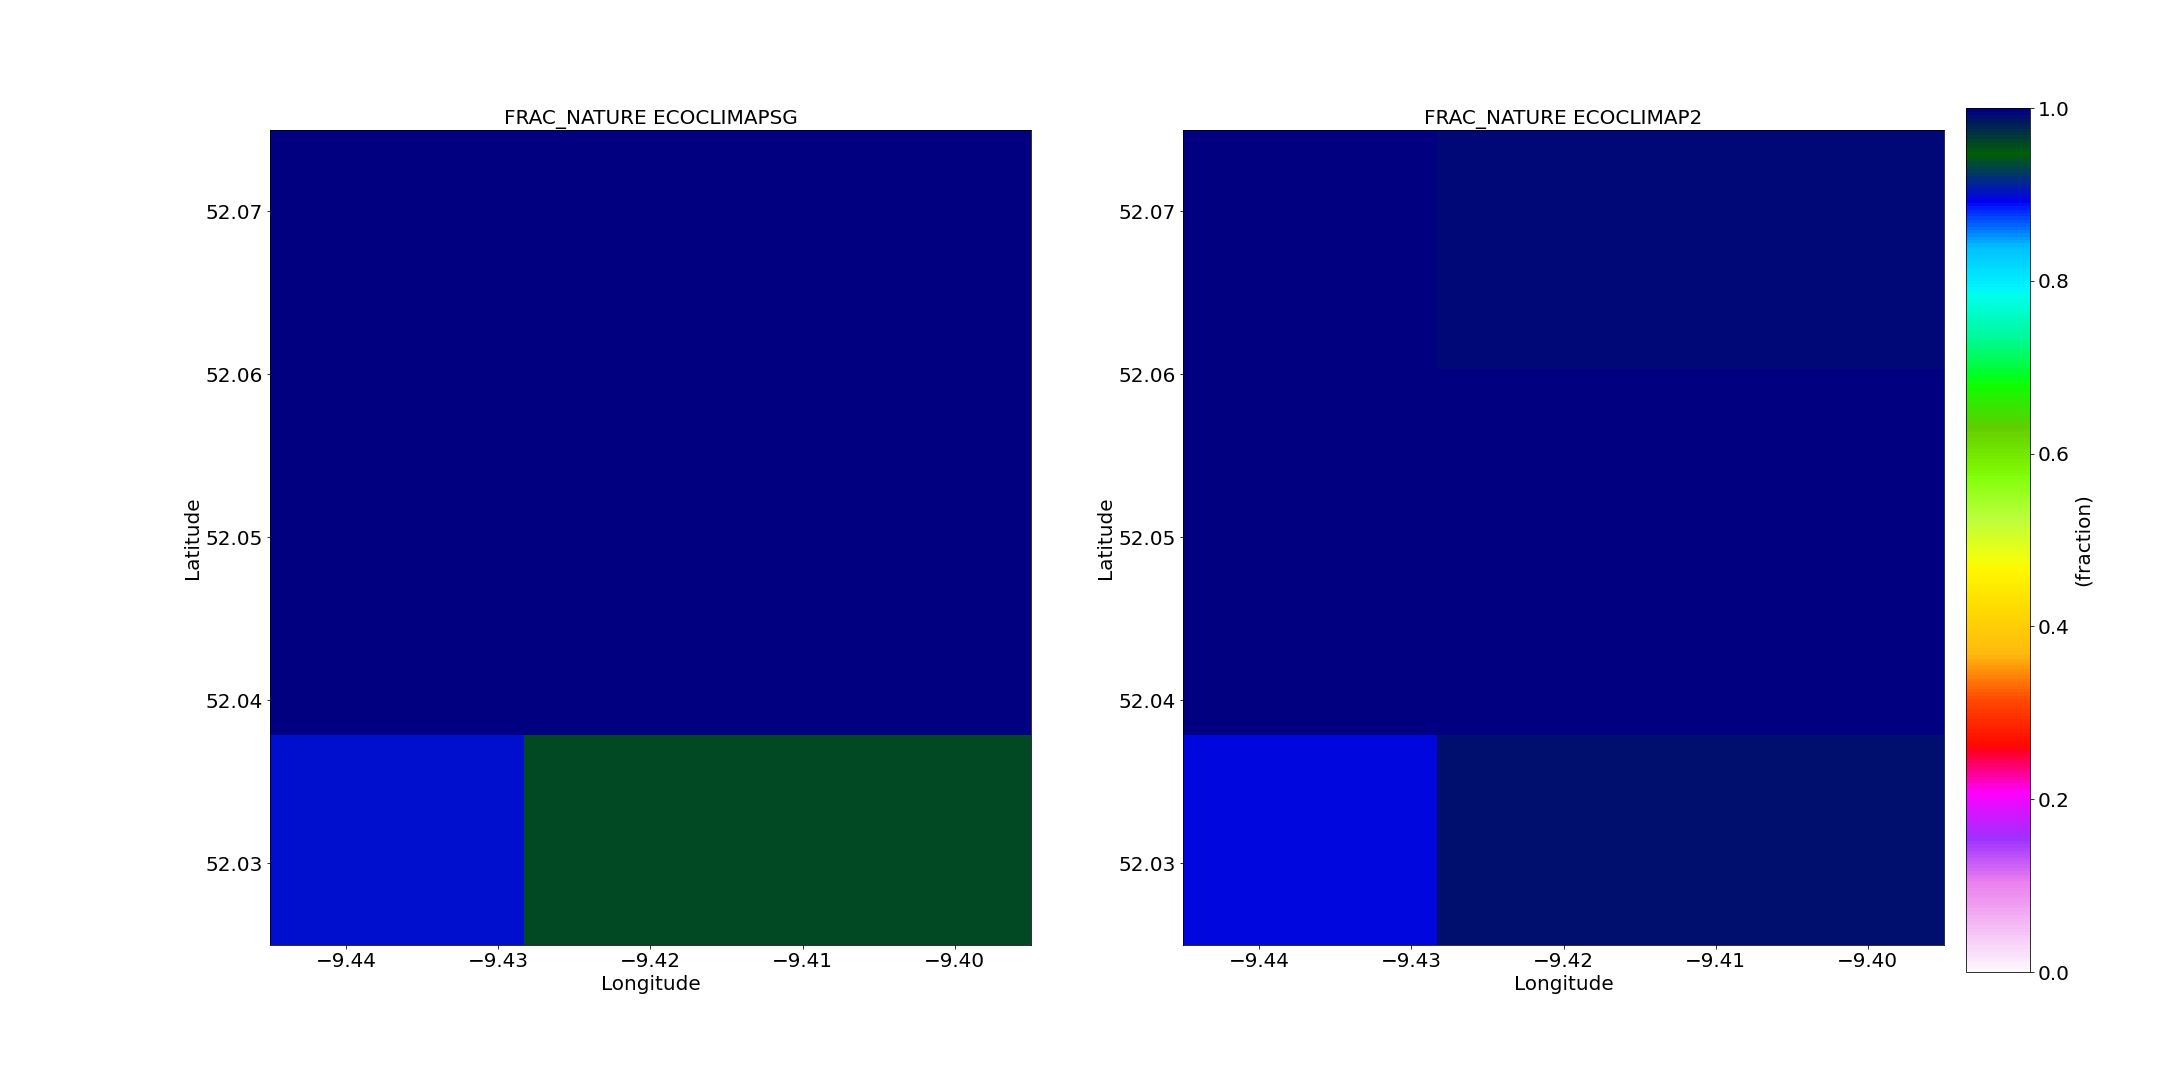 FRAC_NATURE ECOCLIMAPSG
52.07
52.06
52.05
52.04
52.03
Latitude
−9.44 −9.43 −9.42 −9.41 −9.40
Longitude
FRAC_NATURE ECOCLIMAP2
52.07
52.06
52.05
52.04
52.03
Latitude
−9.44 −9.43 −9.42 −9.41 −9.40
Longitude
1.0
0.8
0.6
0.4
0.2
0.0
(fraction)